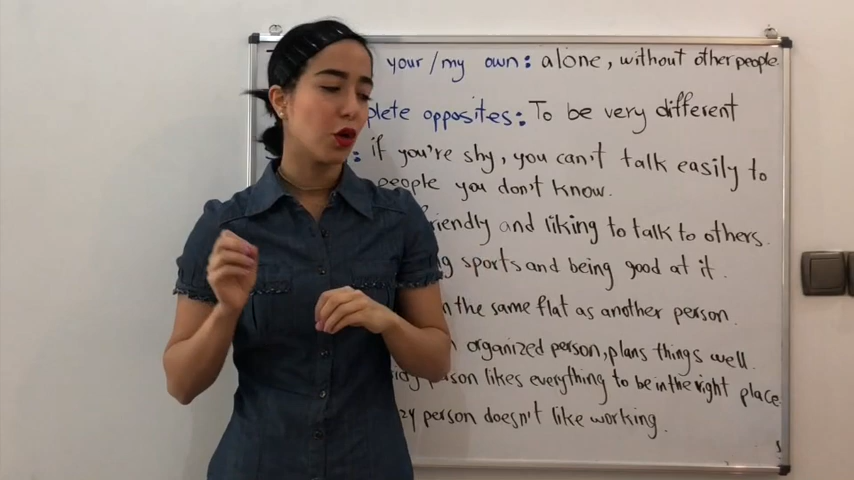 your/my own: alone, without other people
opposites: To be very different
: if you're shy, you can't talk easily to
people you don't know.
and liking to talk to others.
sports and being good at it.
the same flat as another person.
organized person, plans things well.
likes everything to be in the right place.
person doesn't like working.